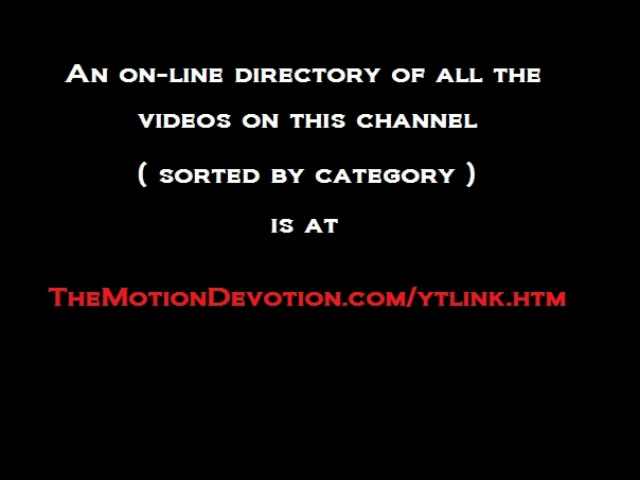 An on-line directory of all the
videos on this channel
( sorted by category )
is at
TheMotionDevotion.com/ytlink.htm